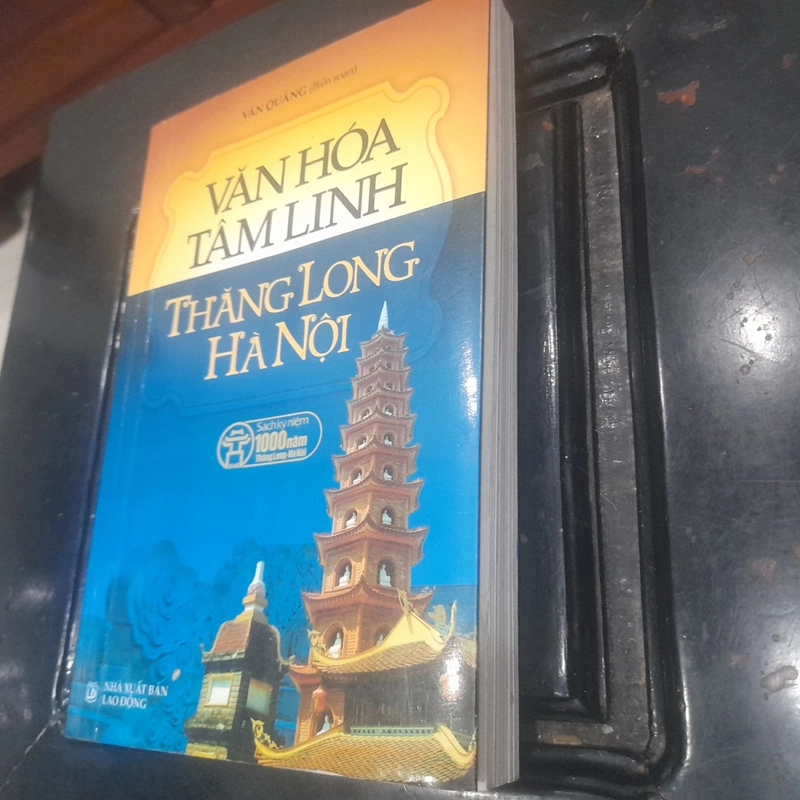 VĂN QUẢNG (Biên soạn)
VĂN HÓA
TÂM LINH
THĂNG LONG
HÀ NỘI
Sách kỷ niệm
1000 năm
Thăng Long-Hà Nội
NHÀ XUẤT BẢN
LAO ĐỘNG